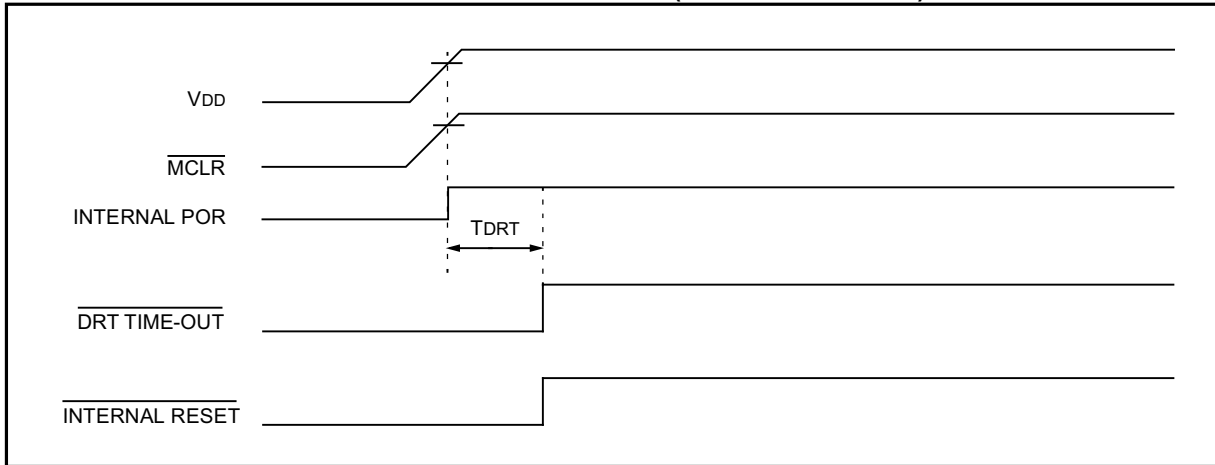 VDD
MCLR
INTERNAL POR
TDRT
DRT TIME-OUT
INTERNAL RESET